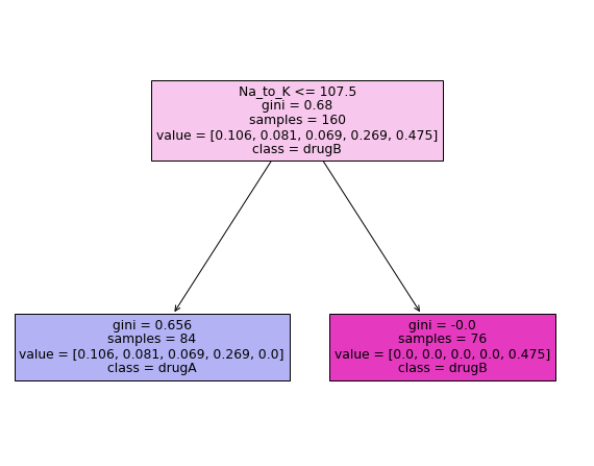 Na_to_K <= 107.5
gini = 0.68
samples = 160
value = [0.106, 0.081, 0.069, 0.269, 0.475]
class = drugB
gini = 0.656
samples = 84
value = [0.106, 0.081, 0.069, 0.269, 0.0]
class = drugA
gini = -0.0
samples = 76
value = [0.0, 0.0, 0.0, 0.0, 0.475]
class = drugB